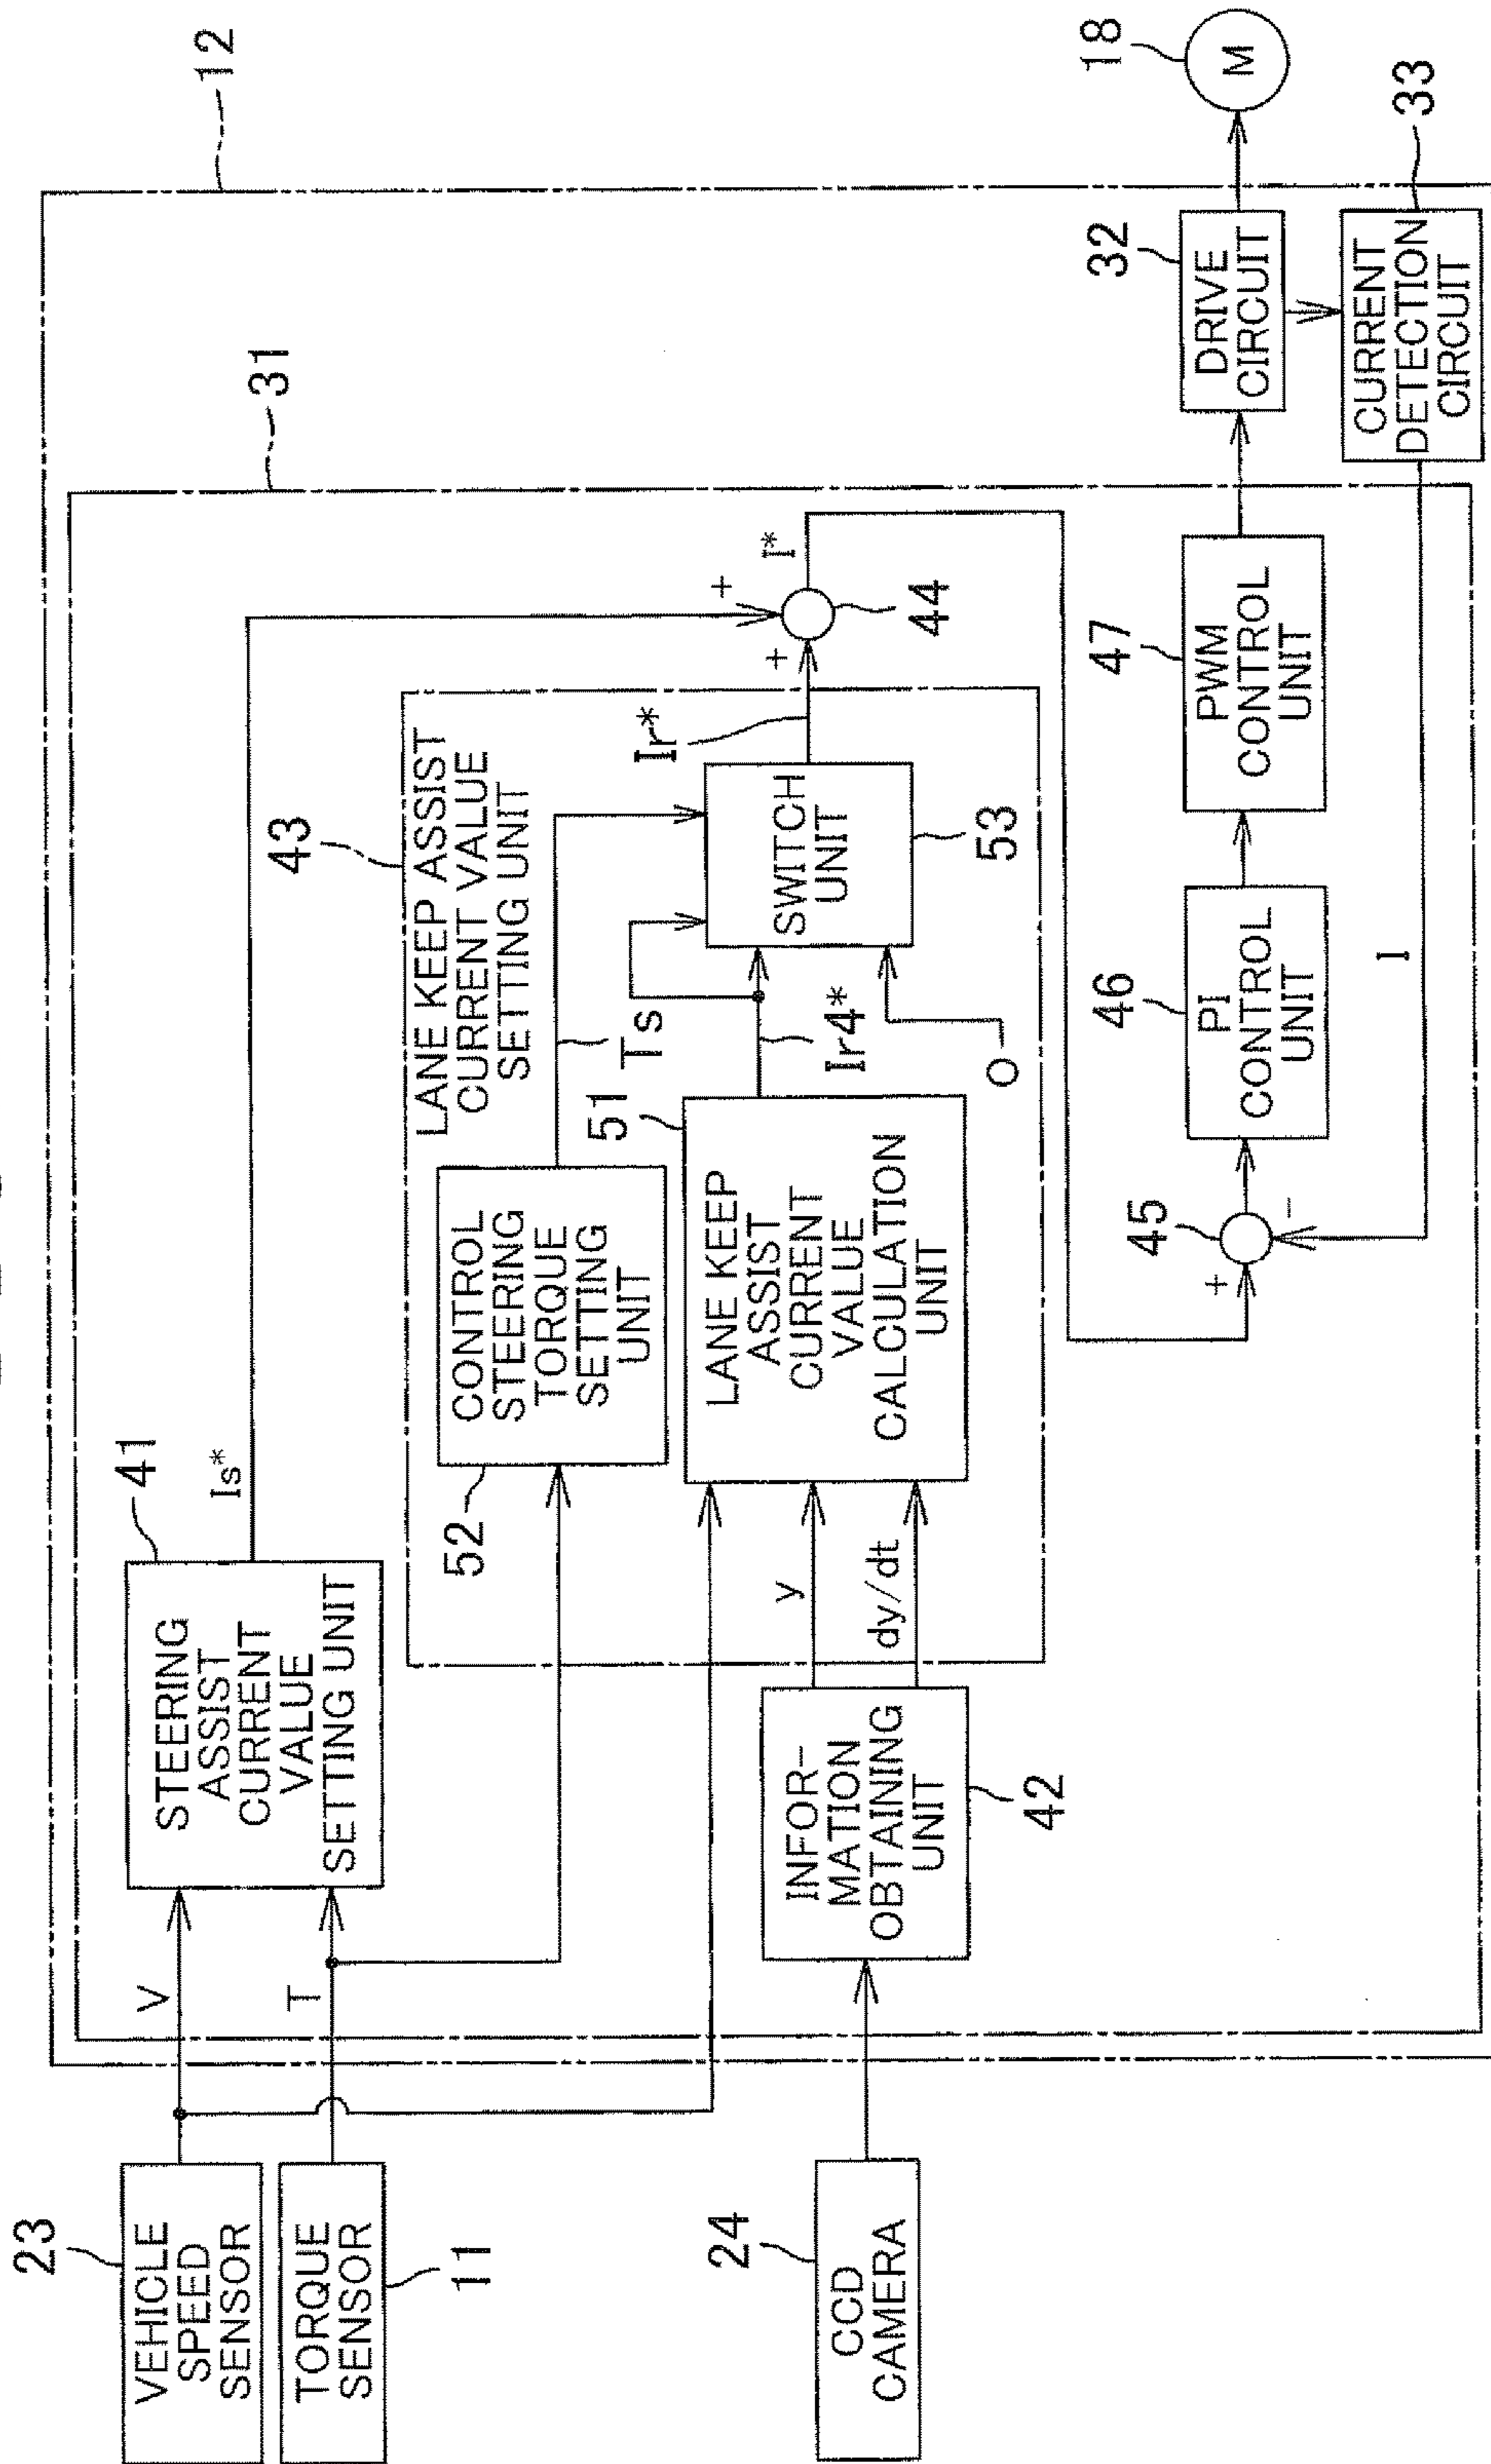 12
31
23
VEHICLE
SPEED
SENSOR
V
41
STEERING
ASSIST
CURRENT
VALUE
SETTING UNIT
Is*
TORQUE
SENSOR
11
T
43
LANE KEEP ASSIST
CURRENT VALUE
SETTING UNIT
52
CONTROL
STEERING
TORQUE
SETTING
UNIT
Ts
51
LANE KEEP
ASSIST
CURRENT
VALUE
CALCULATION
UNIT
Ir4*
O
SWITCH
UNIT
53
Ir*
+
+
I*
44
24
CCD
CAMERA
INFOR-
MATION
OBTAINING
UNIT
42
y
dy/dt
45
+
-
46
PI
CONTROL
UNIT
47
PWM
CONTROL
UNIT
32
DRIVE
CIRCUIT
18
M
33
CURRENT
DETECTION
CIRCUIT
I